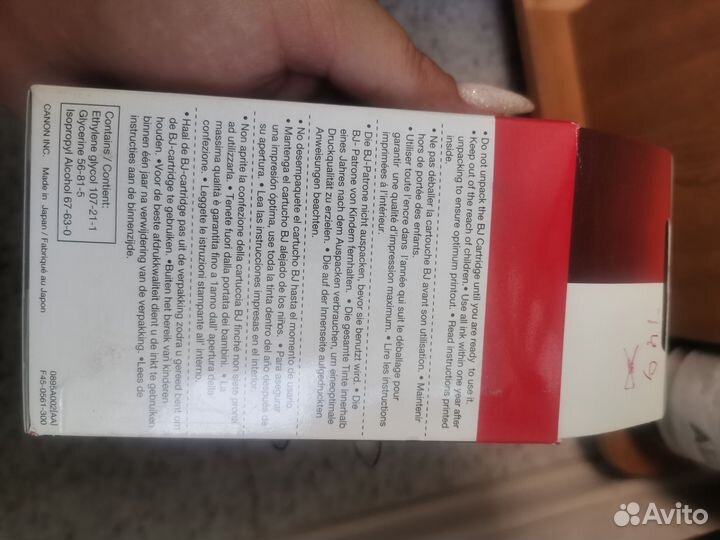 • Do not unpack the BJ Cartridge until you are ready to use it.
• Keep out of the reach of children. • Use all ink within one year after
unpacking to ensure optimum printout. • Read instructions printed
inside.
• Ne pas déballer la cartouche BJ avant son utilisation. • Maintenir
hors de portée des enfants.
• Utiliser toute l'encre dans l'année qui suit le déballage pour
garantir une qualité d'impression maximum. • Lire les instructions
imprimées à l'intérieur.
• Die BJ-Patrone nicht auspacken, bevor sie benutzt wird. • Die
BJ- Patrone von Kindern fernhalten. • Die gesamte Tinte innerhalb
eines Jahres nach dem Auspacken verbrauchen, um eineoptimale
Druckqualität zu erzielen. • Die auf der Innenseite aufgedruckten
Anweisungen beachten.
• No desempaquete el cartucho BJ hasta el momento de usarlo.
• Mantenga el cartucho BJ alejado de los niños. • Para asegurar
una impresión óptima, use toda la tinta dentro del año después de
su apertura. • Lea las instrucciones impresas en el interior.
• Non aprite la confezione della cartuccia BJ finchè non siete pronti
ad utilizzarla. • Tenete fuori dalla portata dei bambini. • La
massima qualità è garantita fino a 1anno dall' apertura della
confezione. • Leggete le istruzioni stampante all' interno.
• Haal de BJ-cartridge pas uit de verpakking zodra u gereed bent om
de BJ-cartridge te gebruiken. • Buiten het bereik van kinderen
houden. • Voor de beste afdrukkwaliteit dient u de inkt te gebruiken
binnen één jaar na verwijdering van de verpakking. • Lees de
instructies aan de binnenzijde.
Contains / Contient:
Ethylene glycol 107-21-1
Glycerine 56-81-5
Isopropyl Alcohol 67-63-0
CANON INC. Made in Japan / Fabriqué au Japon
0895A002[AA]
F45-0561-300
149
Avito